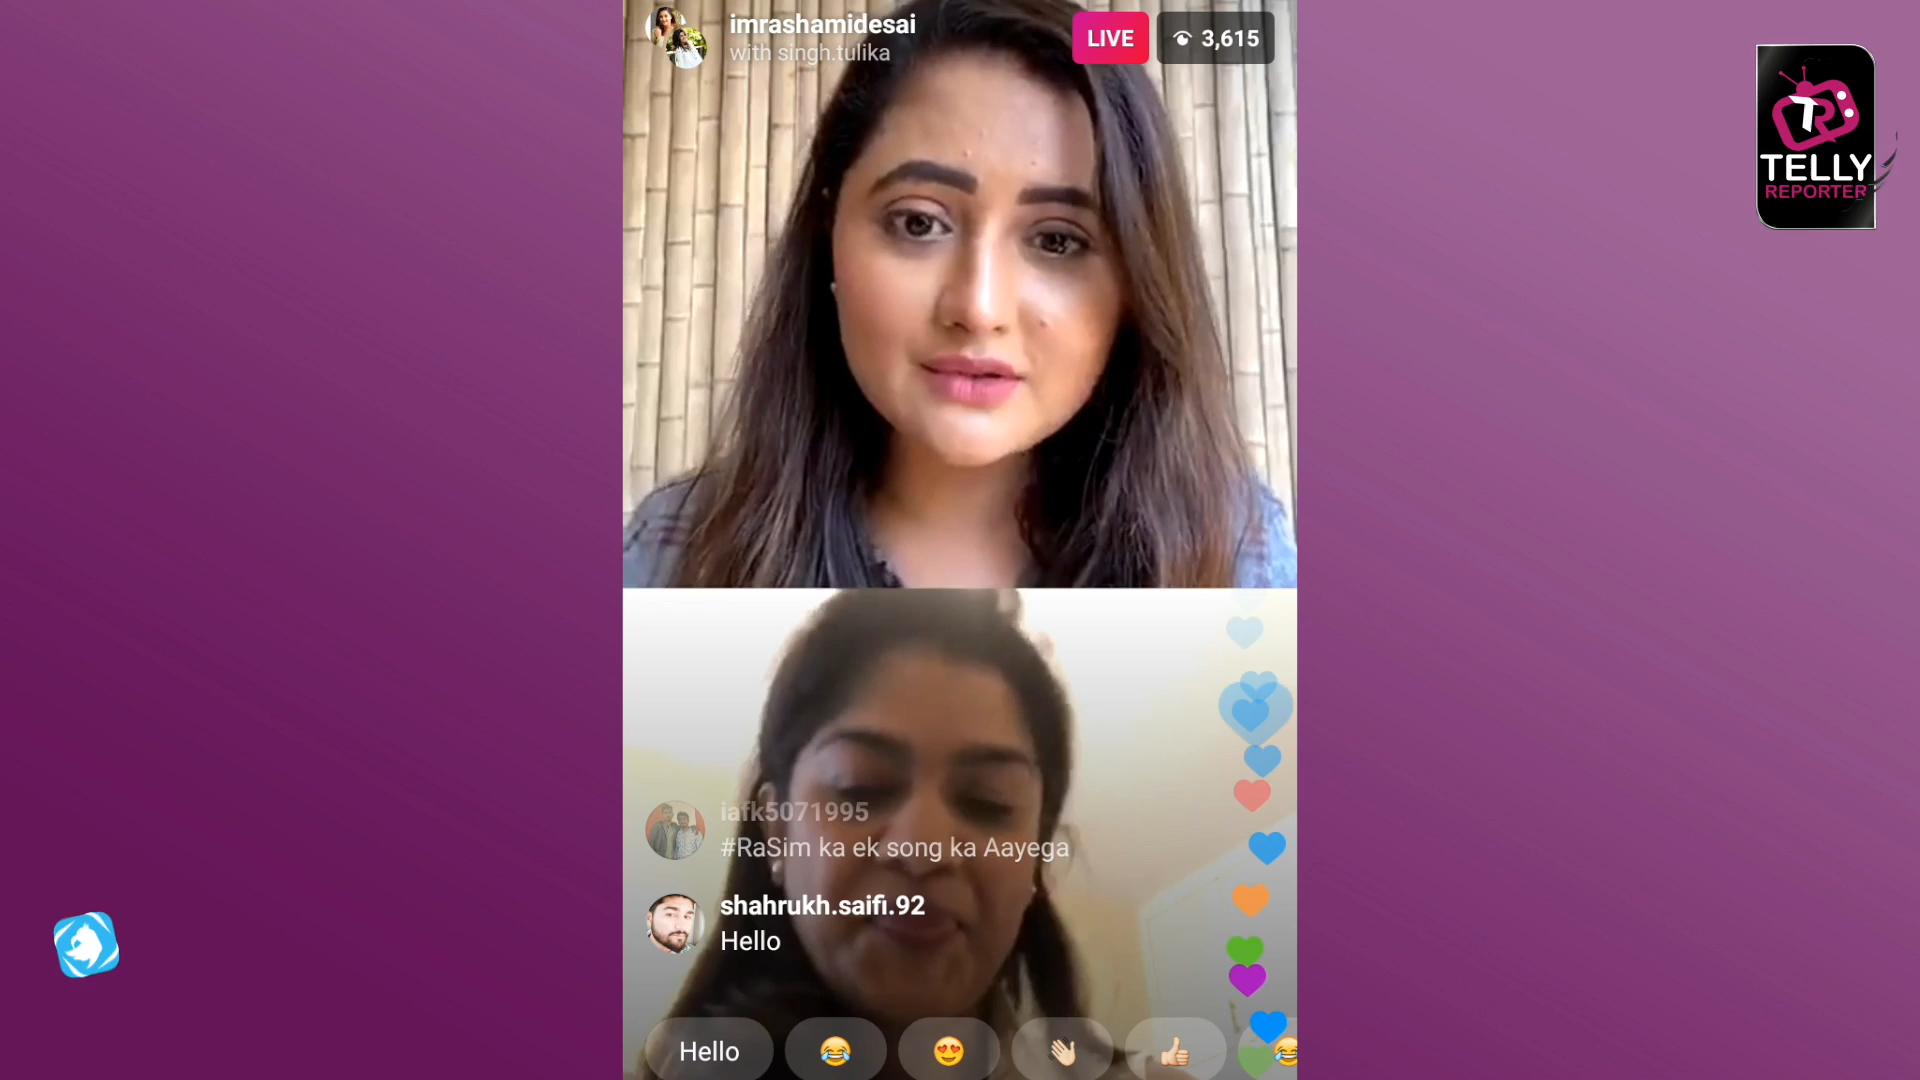 imrashamidesai
with singh.tulika
LIVE
3,615
TR
TELLY
REPORTER
iafk5071995
#RaSim ka ek song ka Aayega
shahrukh.saifi.92
Hello
Hello